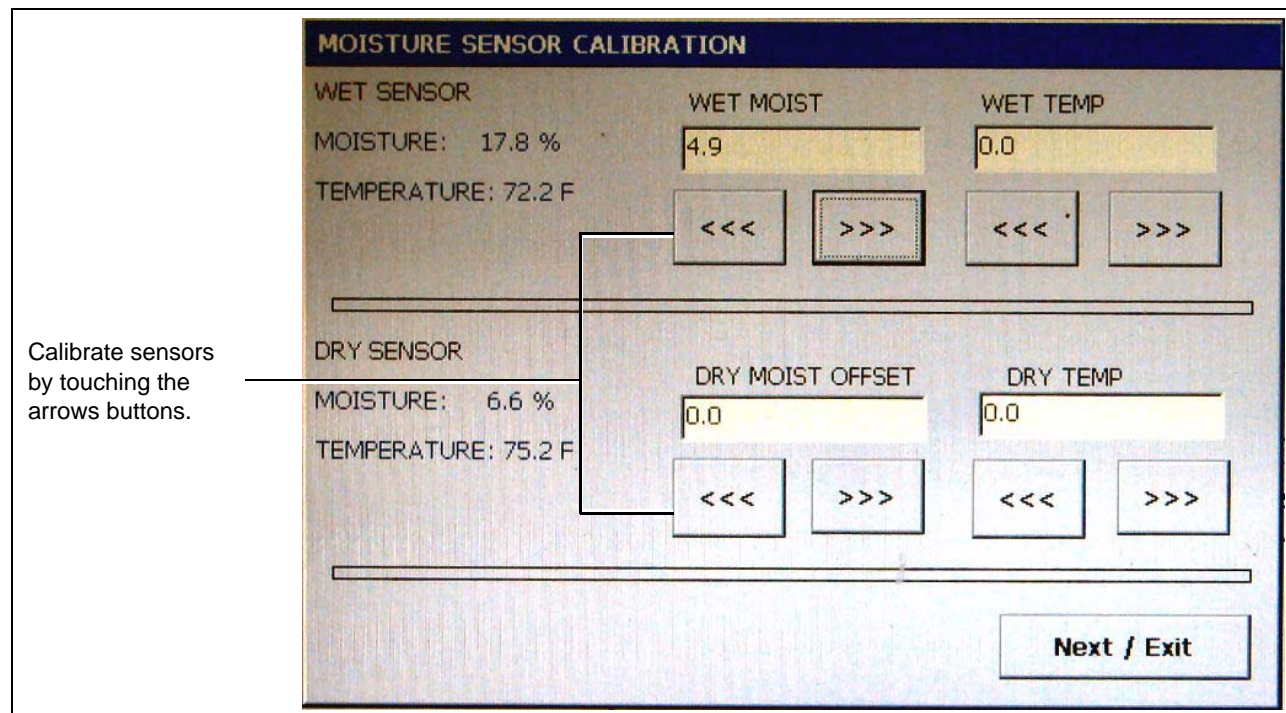 MOISTURE SENSOR CALIBRATION
WET SENSOR
MOISTURE: 17.8 %
TEMPERATURE: 72.2 F
WET MOIST
4.9
<<< >>>
WET TEMP
0.0
<<< >>>
Calibrate sensors
by touching the
arrows buttons.
DRY SENSOR
MOISTURE: 6.6 %
TEMPERATURE: 75.2 F
DRY MOIST OFFSET
0.0
<<< >>>
DRY TEMP
0.0
<<< >>>
Next / Exit